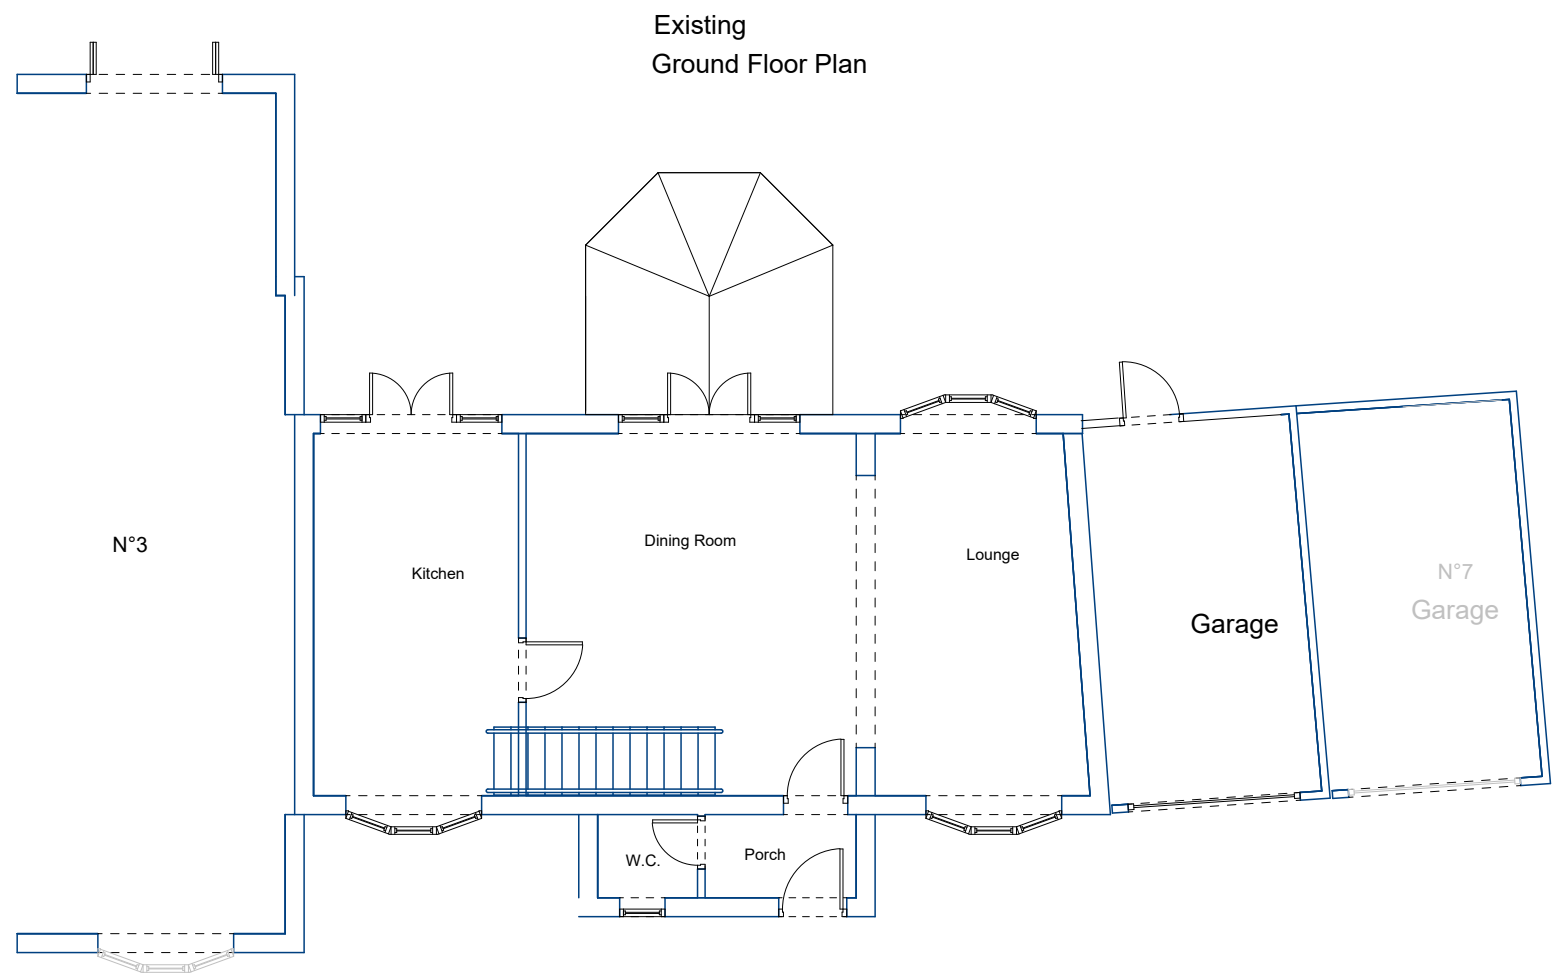 Existing
Ground Floor Plan
N°3
Kitchen
Dining Room
Lounge
Garage
N°7
Garage
W.C.
Porch